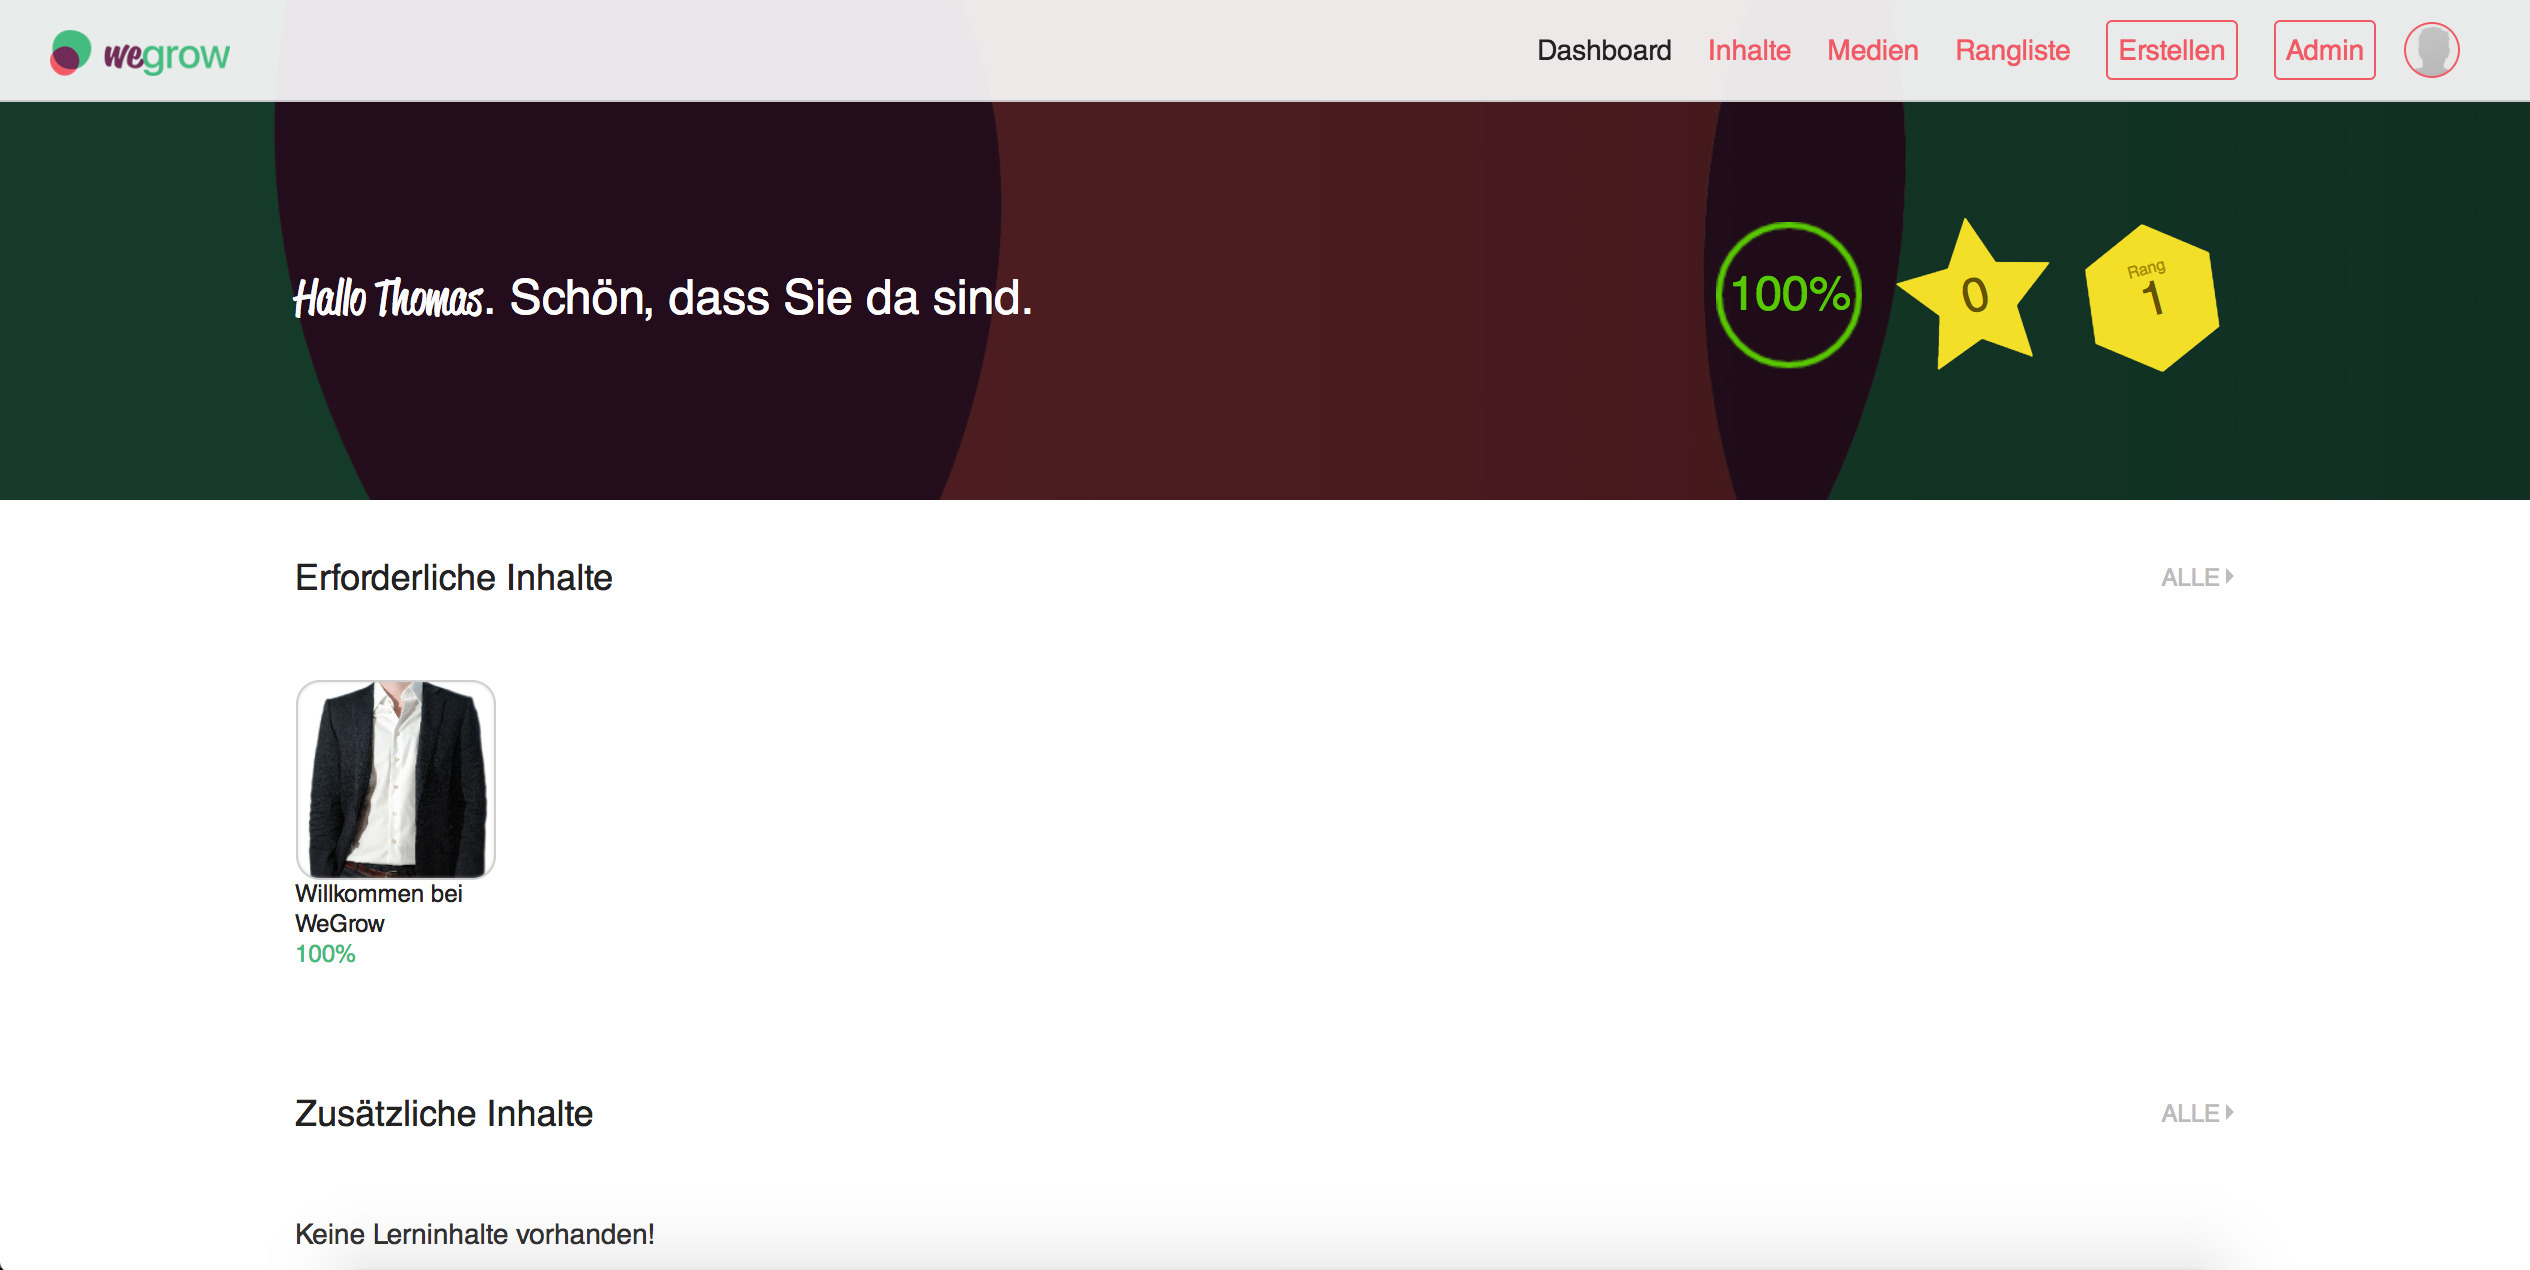 wegrow
Dashboard Inhalte Medien Rangliste Erstellen Admin
Hallo Thomas. Schön, dass Sie da sind.
100%
0
Rang
1
Erforderliche Inhalte
ALLE
Willkommen bei
WeGrow
100%
Zusätzliche Inhalte
ALLE
Keine Lerninhalte vorhanden!